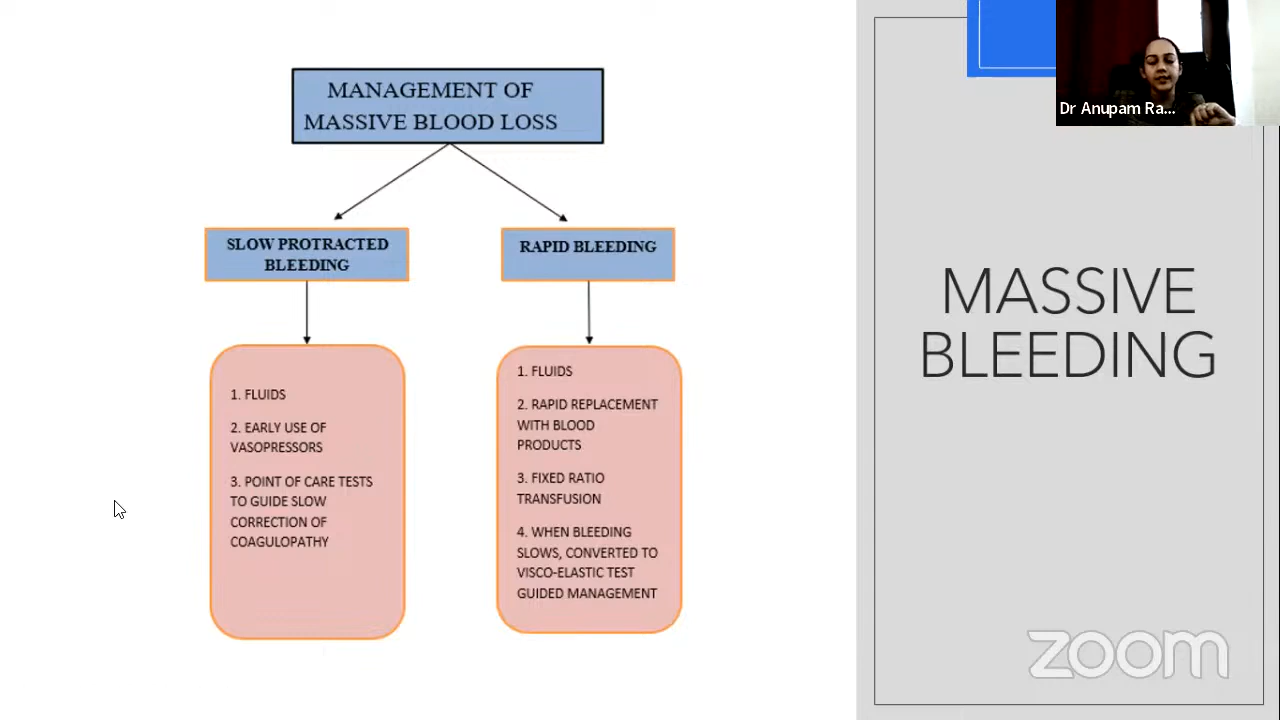 MANAGEMENT OF
MASSIVE BLOOD LOSS
SLOW PROTRACTED
BLEEDING
RAPID BLEEDING
1. FLUIDS
2. EARLY USE OF
VASOPRESSORS
3. POINT OF CARE TESTS
TO GUIDE SLOW
CORRECTION OF
COAGULOPATHY
1. FLUIDS
2. RAPID REPLACEMENT
WITH BLOOD
PRODUCTS
3. FIXED RATIO
TRANSFUSION
4. WHEN BLEEDING
SLOWS, CONVERTED TO
VISCO-ELASTIC TEST
GUIDED MANAGEMENT
Dr Anupam Ra...
MASSIVE
BLEEDING
zoom